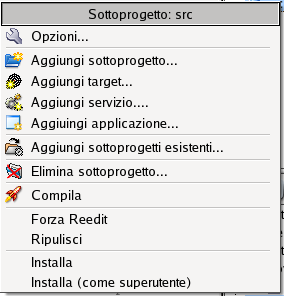 Sottoprogetto: src
Opzioni...
Aggiungi sottoprogetto...
Aggiungi target...
Aggiungi servizio....
Aggiuingi applicazione...
Aggiungi sottoprogetti esistenti...
Elimina sottoprogetto...
Compila
Forza Reedit
Ripulisci
Installa
Installa (come superutente)